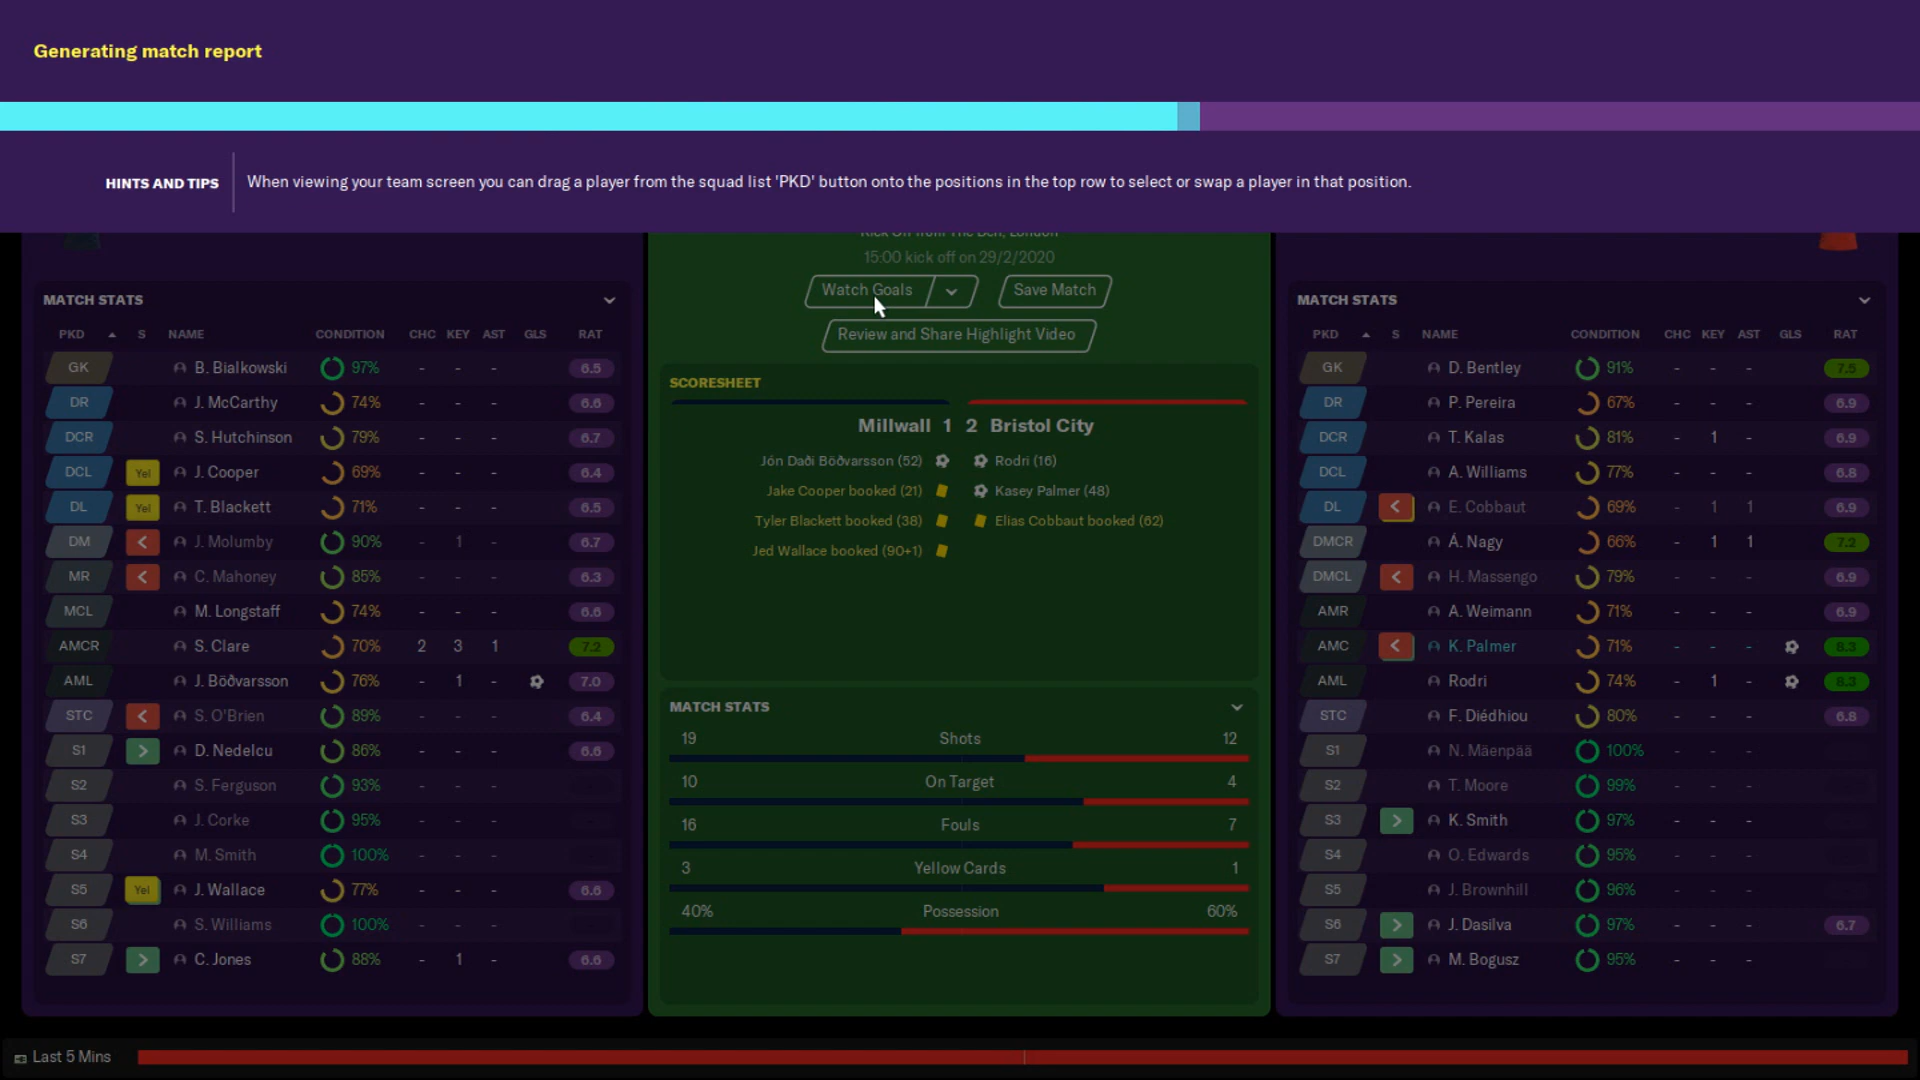 Generating match report
HINTS AND TIPS When viewing your team screen you can drag a player from the squad list 'PKD' button onto the positions in the top row to select or swap a player in that position.
Kick Off from The Den, London
15:00 kick off on 29/2/2020
Watch Goals Save Match
Review and Share Highlight Video
MATCH STATS
PKD S NAME CONDITION CHC KEY AST GLS RAT
GK B. Bialkowski 97% - - - 6.5
DR J. McCarthy 74% - - - 6.6
DCR S. Hutchinson 79% - - - 6.7
DCL Yel J. Cooper 69% - - - 6.4
DL Yel T. Blackett 71% - - - 6.5
DM J. Molumby 90% - 1 - 6.7
MR C. Mahoney 85% - - - 6.3
MCL M. Longstaff 74% - - - 6.6
AMCR S. Clare 70% 2 3 1 7.2
AML J. Böðvarsson 76% - 1 - 7.0
STC S. O'Brien 89% - - - 6.4
S1 D. Nedelcu 86% - - - 6.6
S2 S. Ferguson 93% - - -
S3 J. Corke 95% - - -
S4 M. Smith 100% - - -
S5 Yel J. Wallace 77% - - - 6.6
S6 S. Williams 100% - - -
S7 C. Jones 88% - 1 - 6.6
SCORESHEET
Millwall 1 2 Bristol City
Jón Daði Böðvarsson (52) Rodri (16)
Jake Cooper booked (21) Kasey Palmer (48)
Tyler Blackett booked (38) Elias Cobbaut booked (62)
Jed Wallace booked (90+1)
MATCH STATS
19 Shots 12
10 On Target 4
16 Fouls 7
3 Yellow Cards 1
40% Possession 60%
MATCH STATS
PKD S NAME CONDITION CHC KEY AST GLS RAT
GK D. Bentley 91% - - - 7.5
DR P. Pereira 67% - - - 6.9
DCR T. Kalas 81% - 1 - 6.9
DCL A. Williams 77% - - - 6.8
DL E. Cobbaut 69% - 1 1 6.9
DMCR Á. Nagy 66% - 1 1 7.2
DMCL H. Massengo 79% - - - 6.9
AMR A. Weimann 71% - - - 6.9
AMC K. Palmer 71% - - - 8.3
AML Rodri 74% - 1 - 8.3
STC F. Diédhiou 80% - - - 6.8
S1 N. Mäenpää 100% - - -
S2 T. Moore 99% - - -
S3 K. Smith 97% - - -
S4 O. Edwards 95% - - -
S5 J. Brownhill 96% - - -
S6 J. Dasilva 97% - - - 6.7
S7 M. Bogusz 95% - - -
Last 5 Mins